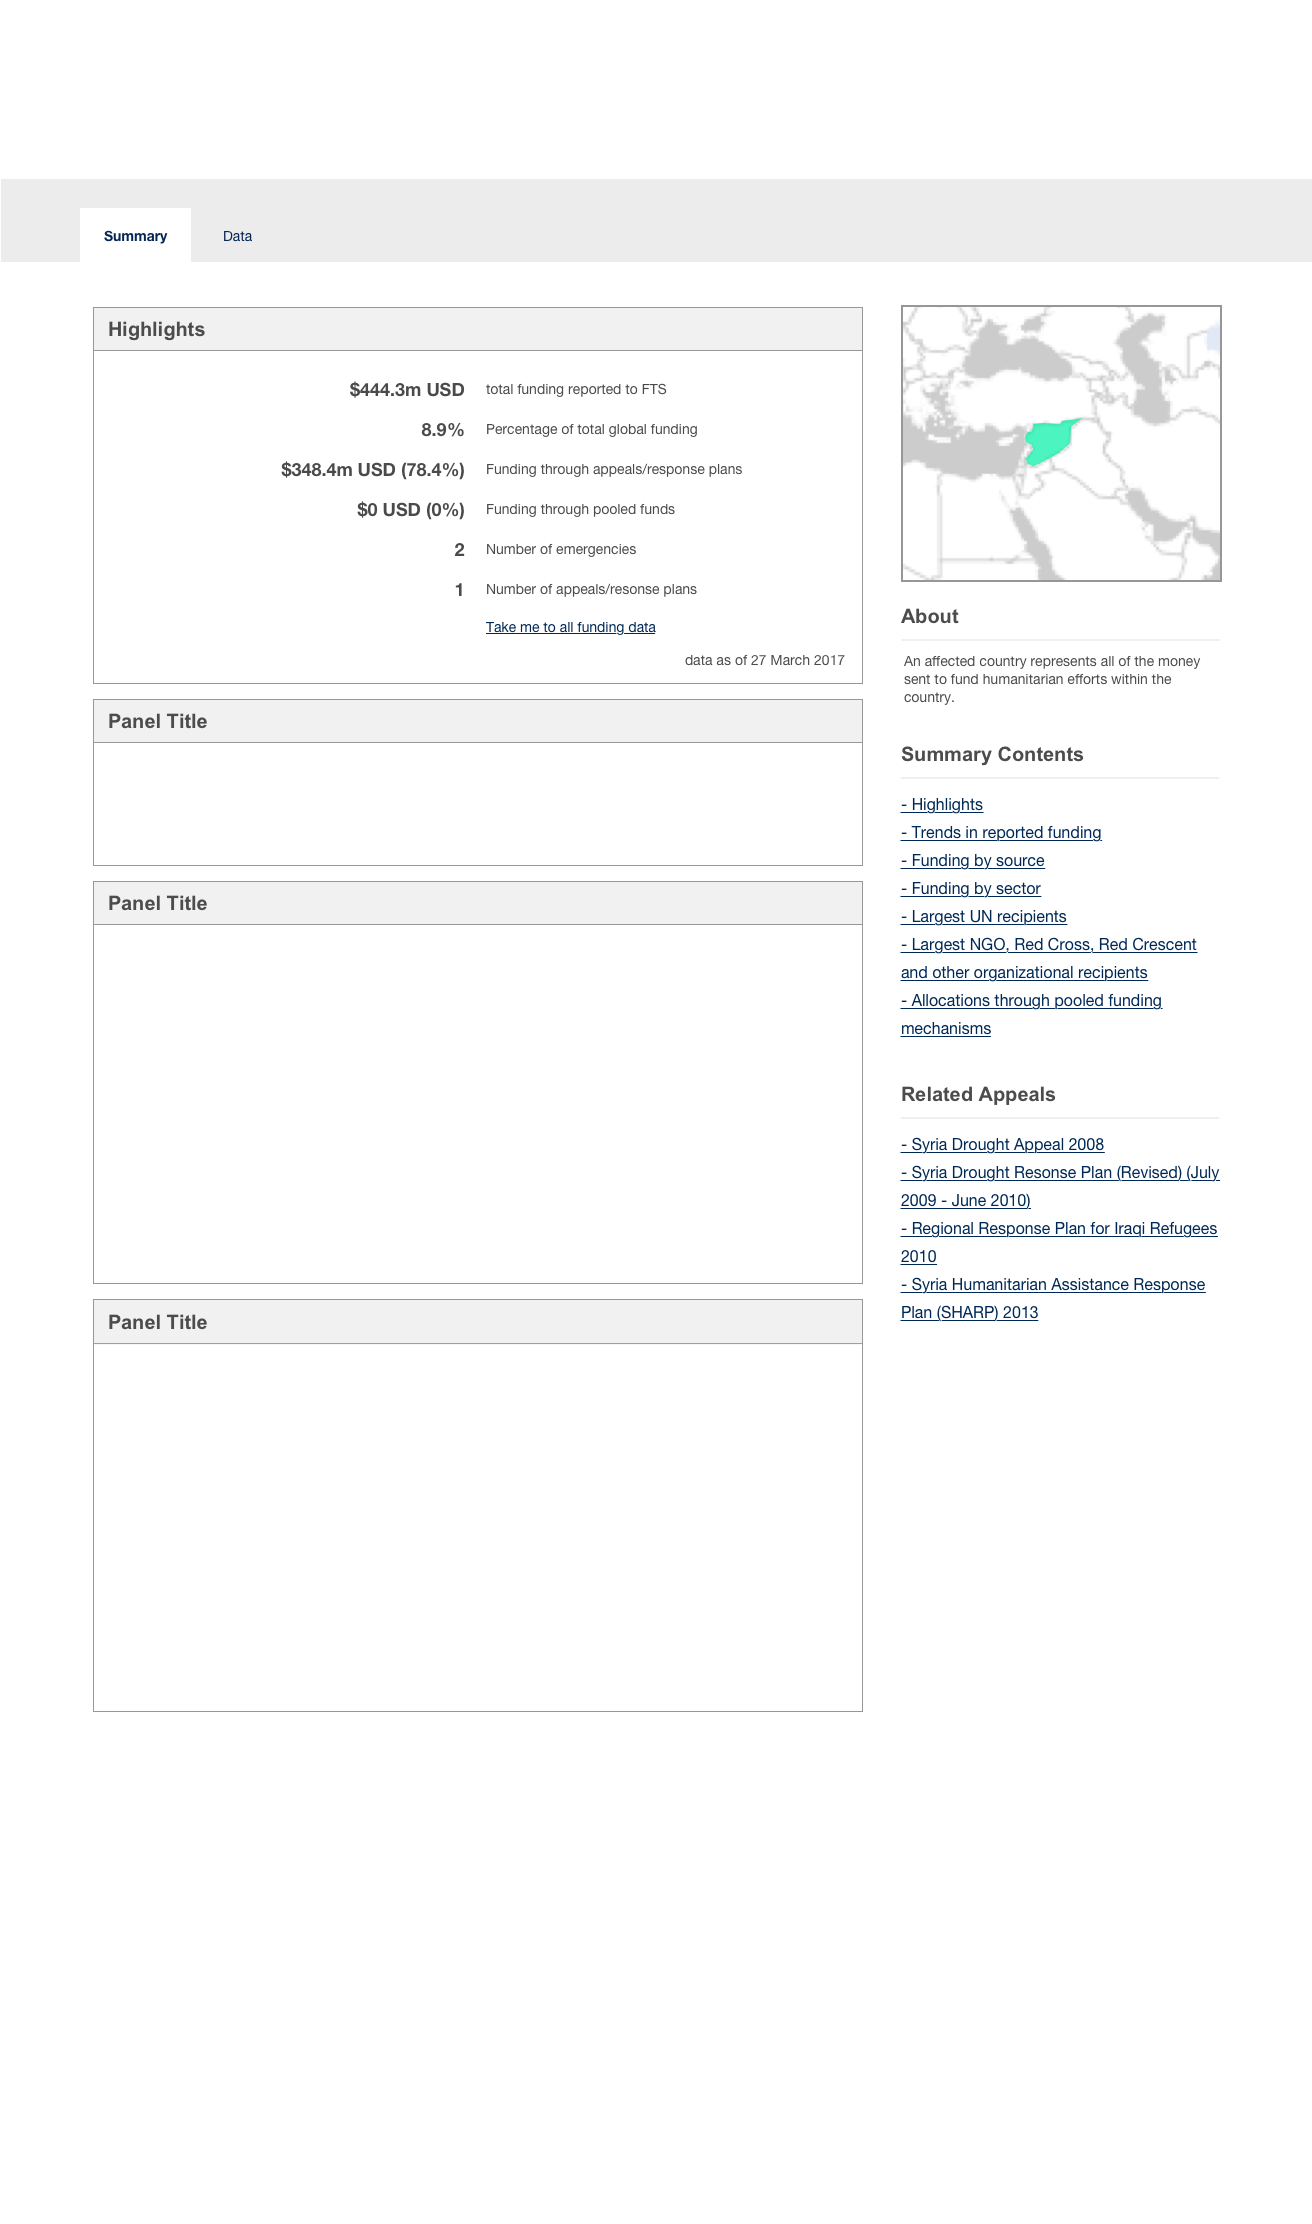 Summary Data
Highlights
$444.3m USD total funding reported to FTS
8.9% Percentage of total global funding
$348.4m USD (78.4%) Funding through appeals/response plans
$0 USD (0%) Funding through pooled funds
2 Number of emergencies
1 Number of appeals/resonse plans
Take me to all funding data
data as of 27 March 2017
Panel Title
Panel Title
Panel Title
About
An affected country represents all of the money
sent to fund humanitarian efforts within the
country.
Summary Contents
- Highlights
- Trends in reported funding
- Funding by source
- Funding by sector
- Largest UN recipients
- Largest NGO, Red Cross, Red Crescent
and other organizational recipients
- Allocations through pooled funding
mechanisms
Related Appeals
- Syria Drought Appeal 2008
- Syria Drought Resonse Plan (Revised) (July
2009 - June 2010)
- Regional Response Plan for Iraqi Refugees
2010
- Syria Humanitarian Assistance Response
Plan (SHARP) 2013